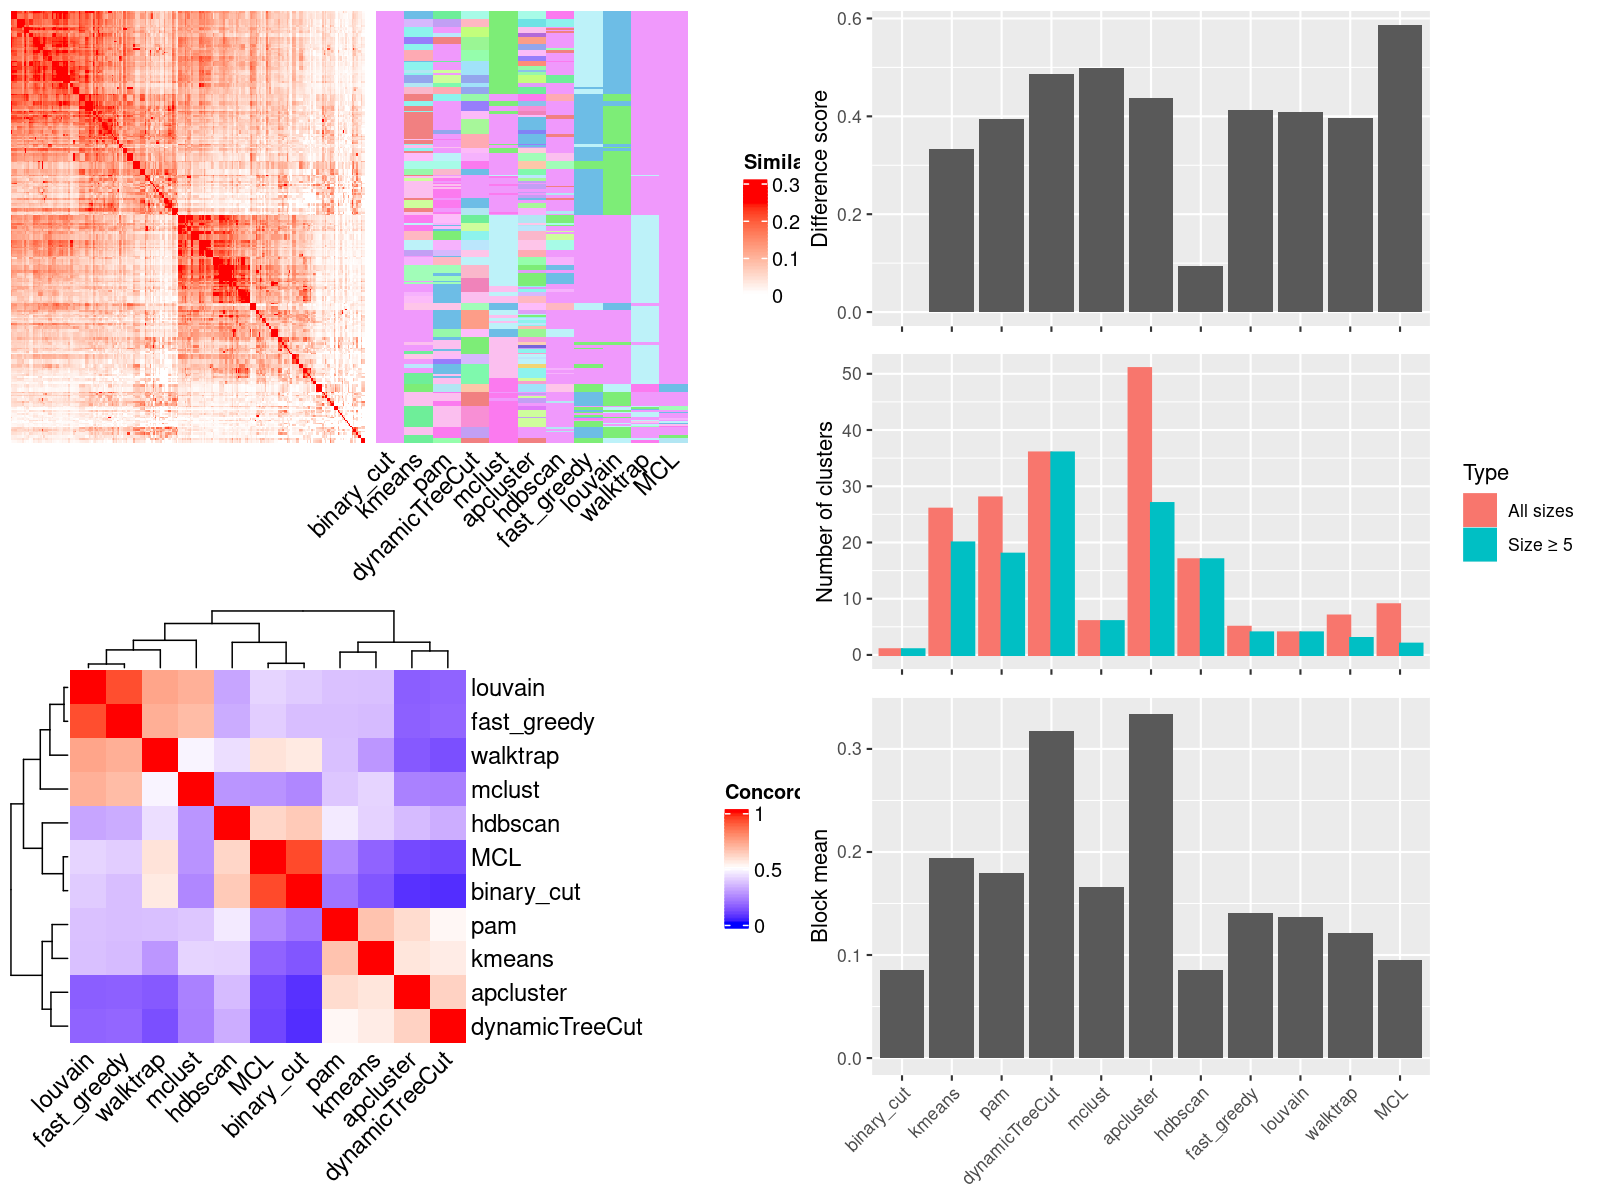 Simila
0.3
0.2
0.1
0
binary_cut
kmeans
pam
dynamicTreeCut
mclust
apcluster
hdbscan
fast_greedy
louvain
walktrap
MCL
louvain
fast_greedy
walktrap
mclust
hdbscan
MCL
binary_cut
pam
kmeans
apcluster
dynamicTreeCut
louvain
fast_greedy
walktrap
mclust
hdbscan
MCL
binary_cut
pam
kmeans
apcluster
dynamicTreeCut
Concord
1
0.5
0
Difference score
0.6
0.4
0.2
0.0
Number of clusters
50
40
30
20
10
0
Type
All sizes
Size ≥ 5
Block mean
0.3
0.2
0.1
0.0
binary_cut
kmeans
pam
dynamicTreeCut
mclust
apcluster
hdbscan
fast_greedy
louvain
walktrap
MCL